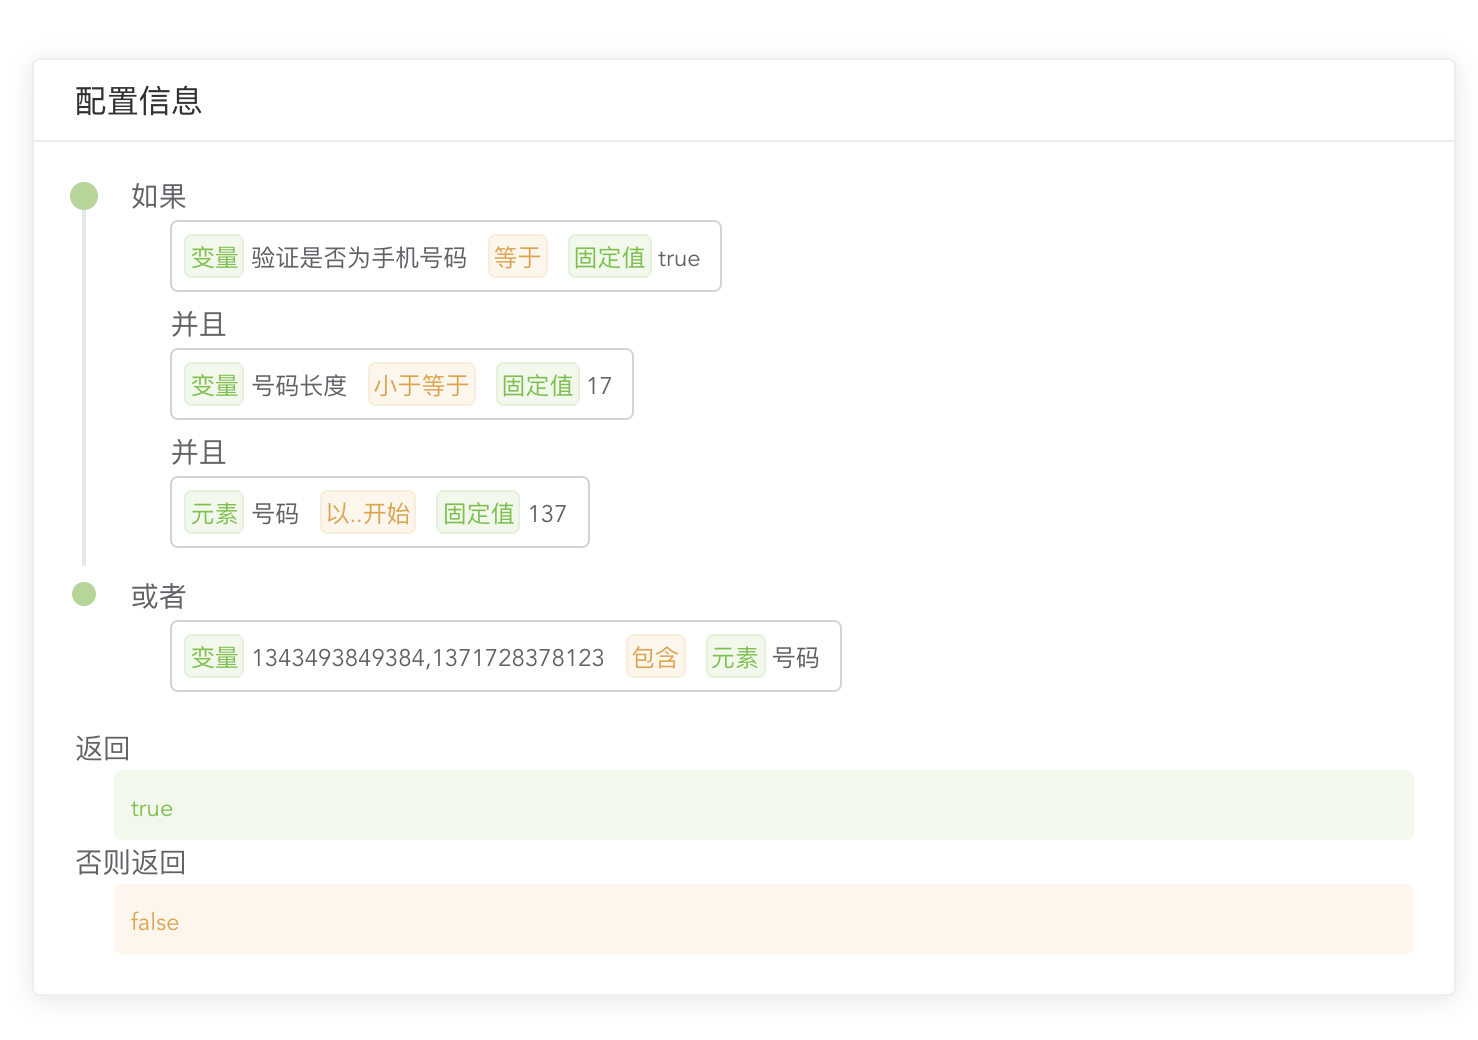 配置信息
如果
变量 验证是否为手机号码 等于 固定值 true
并且
变量 号码长度 小于等于 固定值 17
并且
元素 号码 以..开始 固定值 137
或者
变量 1343493849384,1371728378123 包含 元素 号码
返回
true
否则返回
false